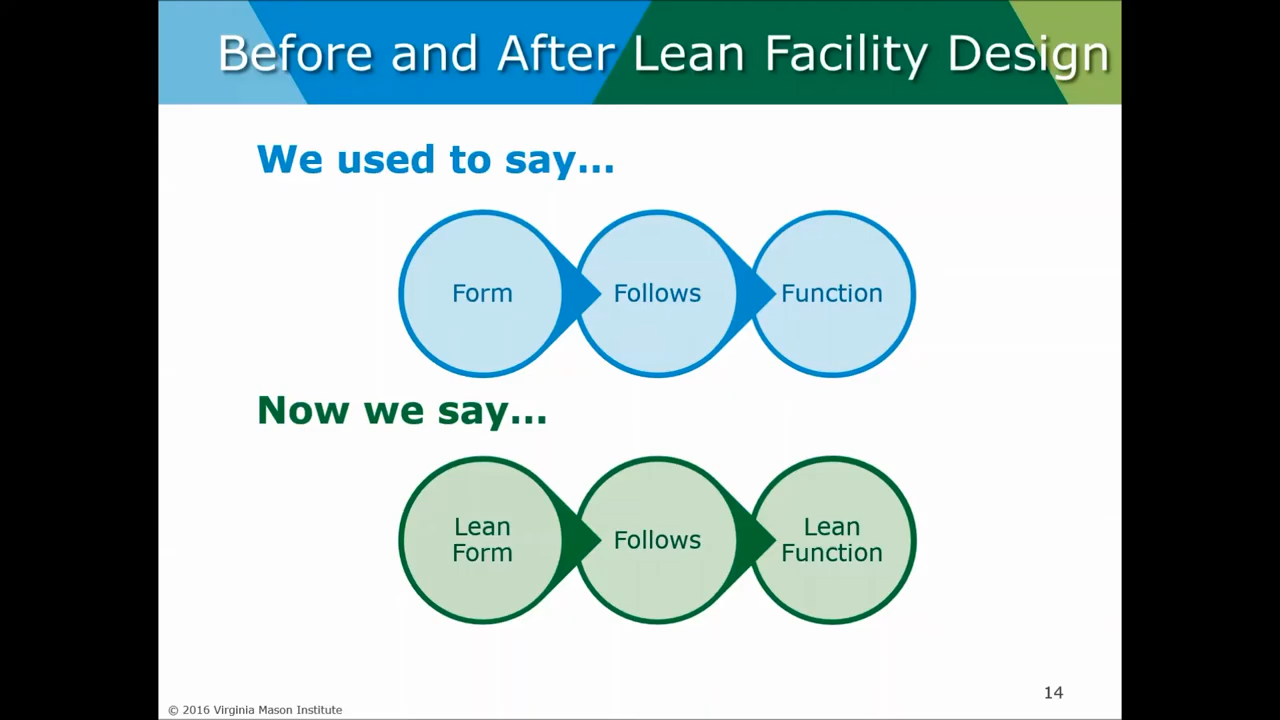 Before and After Lean Facility Design
We used to say...
Form
Follows
Function
Now we say...
Lean
Form
Follows
Lean
Function
14
© 2016 Virginia Mason Institute